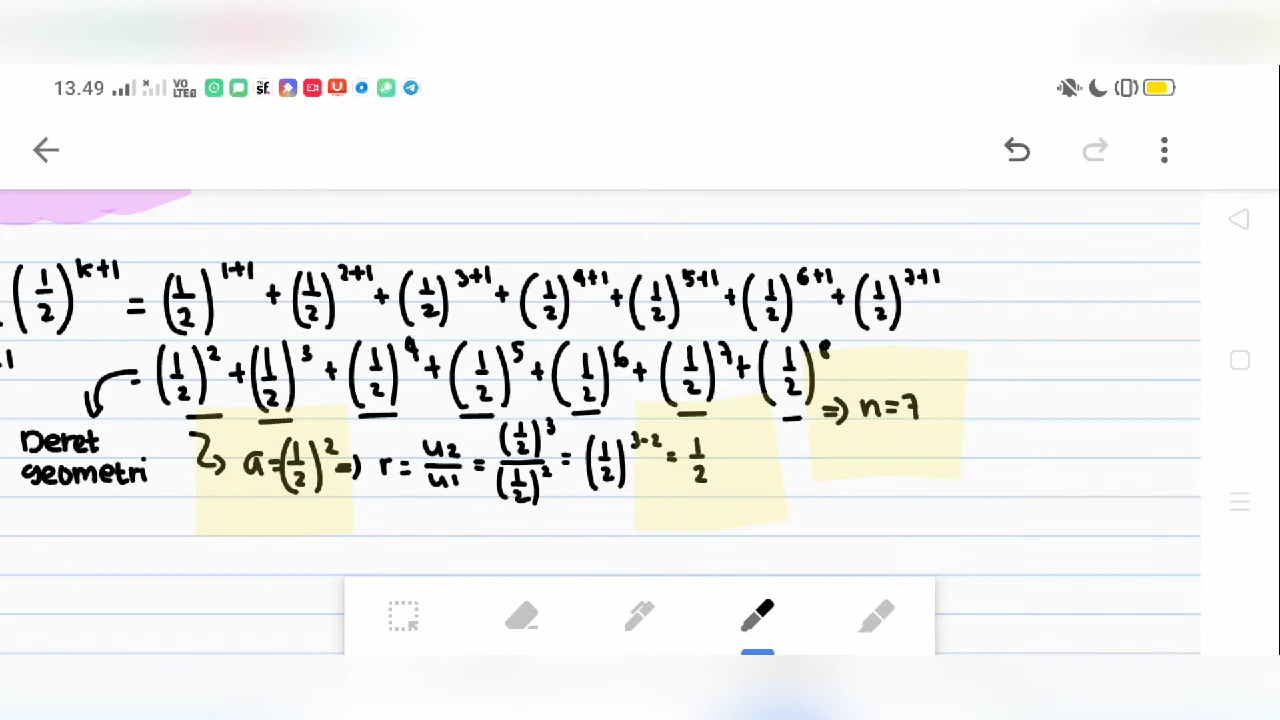 13.49 VO LTE
(1/2)^k+1 = (1/2)^1+1 + (1/2)^2+1 + (1/2)^3+1 + (1/2)^4+1 + (1/2)^5+1 + (1/2)^6+1 + (1/2)^7+1
= (1/2)^2 + (1/2)^3 + (1/2)^4 + (1/2)^5 + (1/2)^6 + (1/2)^7 + (1/2)^8
⇒ n=7
Deret
geometri
a=(1/2)^2 ⇒ r = u2/u1 = (1/2)^3/(1/2)^2 = (1/2)^3-2 = 1/2